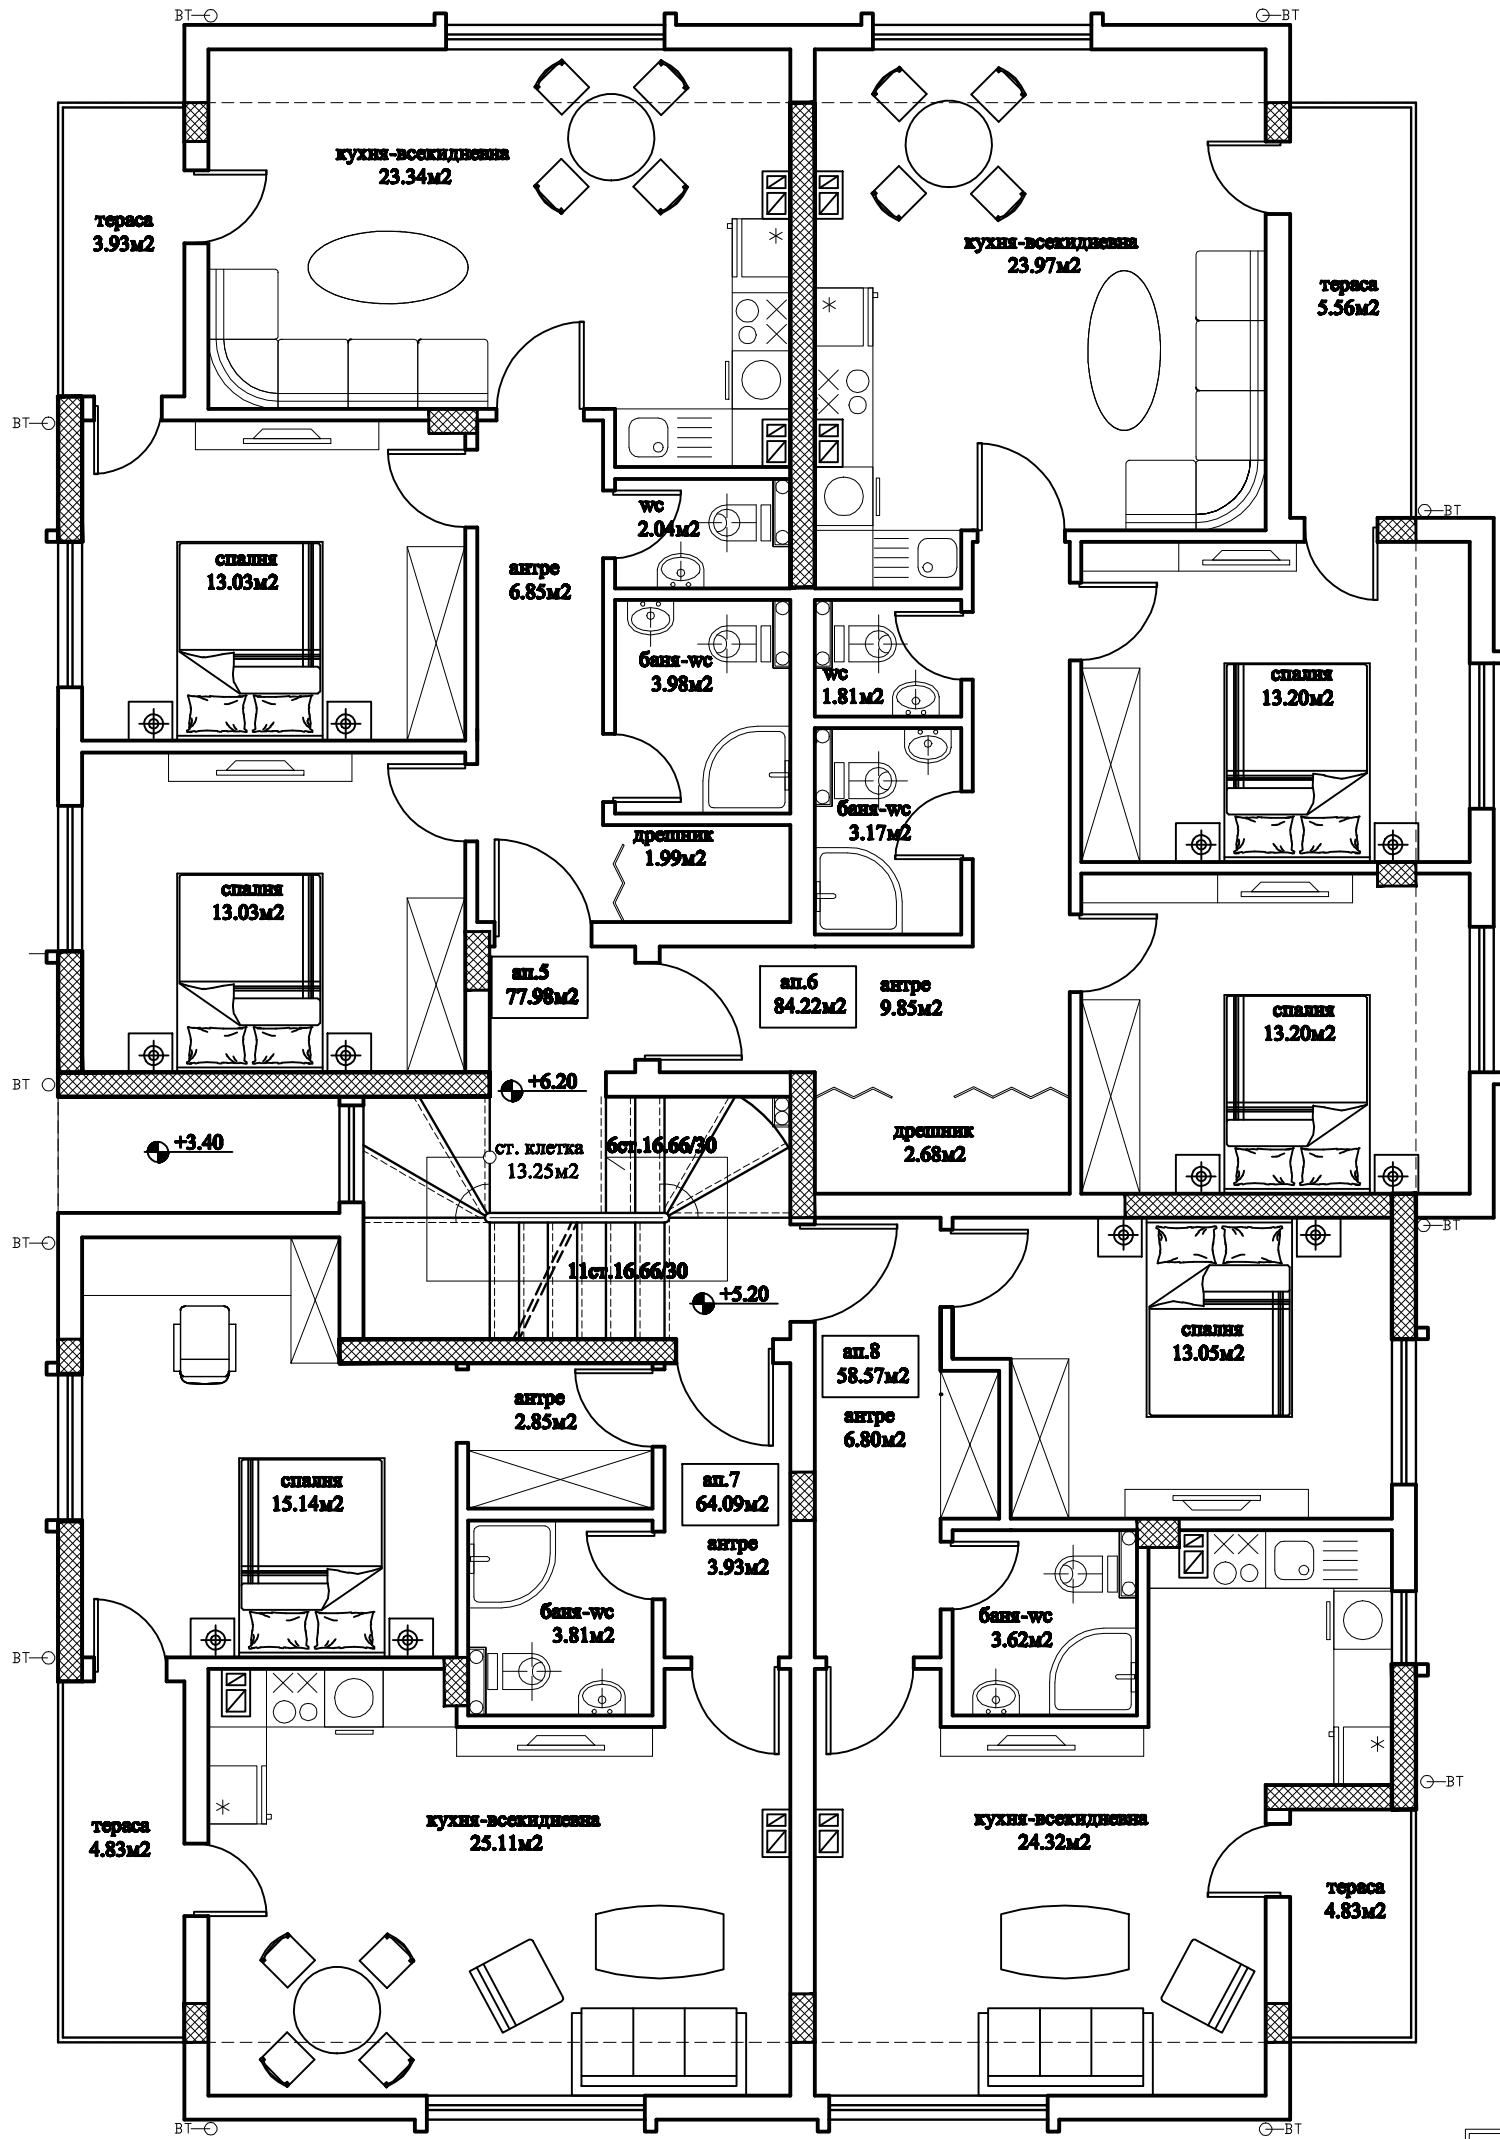 ВТ
ВТ
кухня-всекидневна
23.34м2
тераса
3.93м2
кухня-всекидневна
23.97м2
тераса
5.56м2
ВТ
ВТ
wc
2.04м2
спалня
13.03м2
антре
6.85м2
баня-wc
3.98м2
wc
1.81м2
спалня
13.20м2
баня-wc
3.17м2
дрешник
1.99м2
спалня
13.03м2
ап.5
77.98м2
ап.6
84.22м2
антре
9.85м2
спалня
13.20м2
ВТ
+6.20
+3.40
ст. клетка
13.25м2
6ст.16.66/30
дрешник
2.68м2
ВТ
ВТ
11ст.16.66/30
+5.20
спалня
13.05м2
ап.8
58.57м2
антре
2.85м2
антре
6.80м2
спалня
15.14м2
ап.7
64.09м2
антре
3.93м2
баня-wc
3.81м2
баня-wc
3.62м2
ВТ
ВТ
тераса
4.83м2
кухня-всекидневна
25.11м2
кухня-всекидневна
24.32м2
тераса
4.83м2
ВТ
ВТ